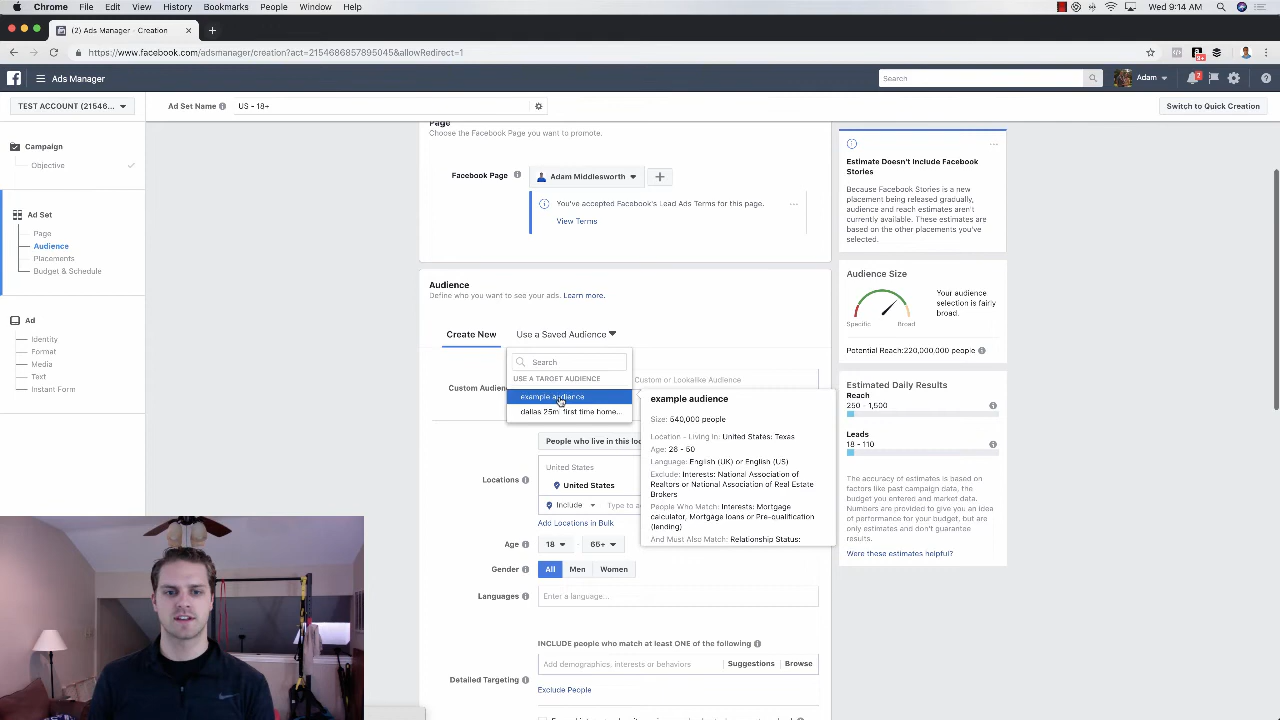 Chrome File Edit View History Bookmarks People Window Help
Wed 9:14 AM
(2) Ads Manager - Creation
https://www.facebook.com/adsmanager/creation?act=2154686857895045&allowRedirect=1
Ads Manager
Search
Adam
2
TEST ACCOUNT (21546...
Ad Set Name
US - 18+
Switch to Quick Creation
Campaign
Objective
Ad Set
Page
Audience
Placements
Budget & Schedule
Ad
Identity
Format
Media
Text
Instant Form
Page
Choose the Facebook Page you want to promote.
Facebook Page
Adam Middlesworth
You've accepted Facebook's Lead Ads Terms for this page.
View Terms
Audience
Define who you want to see your ads. Learn more.
Create New
Use a Saved Audience
Search
USE A TARGET AUDIENCE
example audience
dallas 25m, first time home...
Custom or Lookalike Audience
example audience
Size: 540,000 people
Location - Living In: United States: Texas
Age: 26 - 50
Language: English (UK) or English (US)
Exclude: Interests: National Association of
Realtors or National Association of Real Estate
Brokers
People Who Match: Interests: Mortgage
calculator, Mortgage loans or Pre-qualification
(lending)
And Must Also Match: Relationship Status:
People who live in this loc
Locations
United States
United States
Include
Add Locations in Bulk
Age
18 - 65+
Gender
All Men Women
Languages
Enter a language...
INCLUDE people who match at least ONE of the following
Detailed Targeting
Add demographics, interests or behaviors
Suggestions Browse
Exclude People
Estimate Doesn't Include Facebook
Stories
Because Facebook Stories is a new
placement being released gradually,
audience and reach estimates aren't
currently available. These estimates are
based on the other placements you've
selected.
Audience Size
Specific Broad
Your audience
selection is fairly
broad.
Potential Reach:220,000,000 people
Estimated Daily Results
Reach
250 - 1,500
Leads
18 - 110
The accuracy of estimates is based on
factors like past campaign data, the
budget you entered and market data.
Numbers are provided to give you an idea
of performance for your budget, but are
only estimates and don't guarantee
results.
Were these estimates helpful?